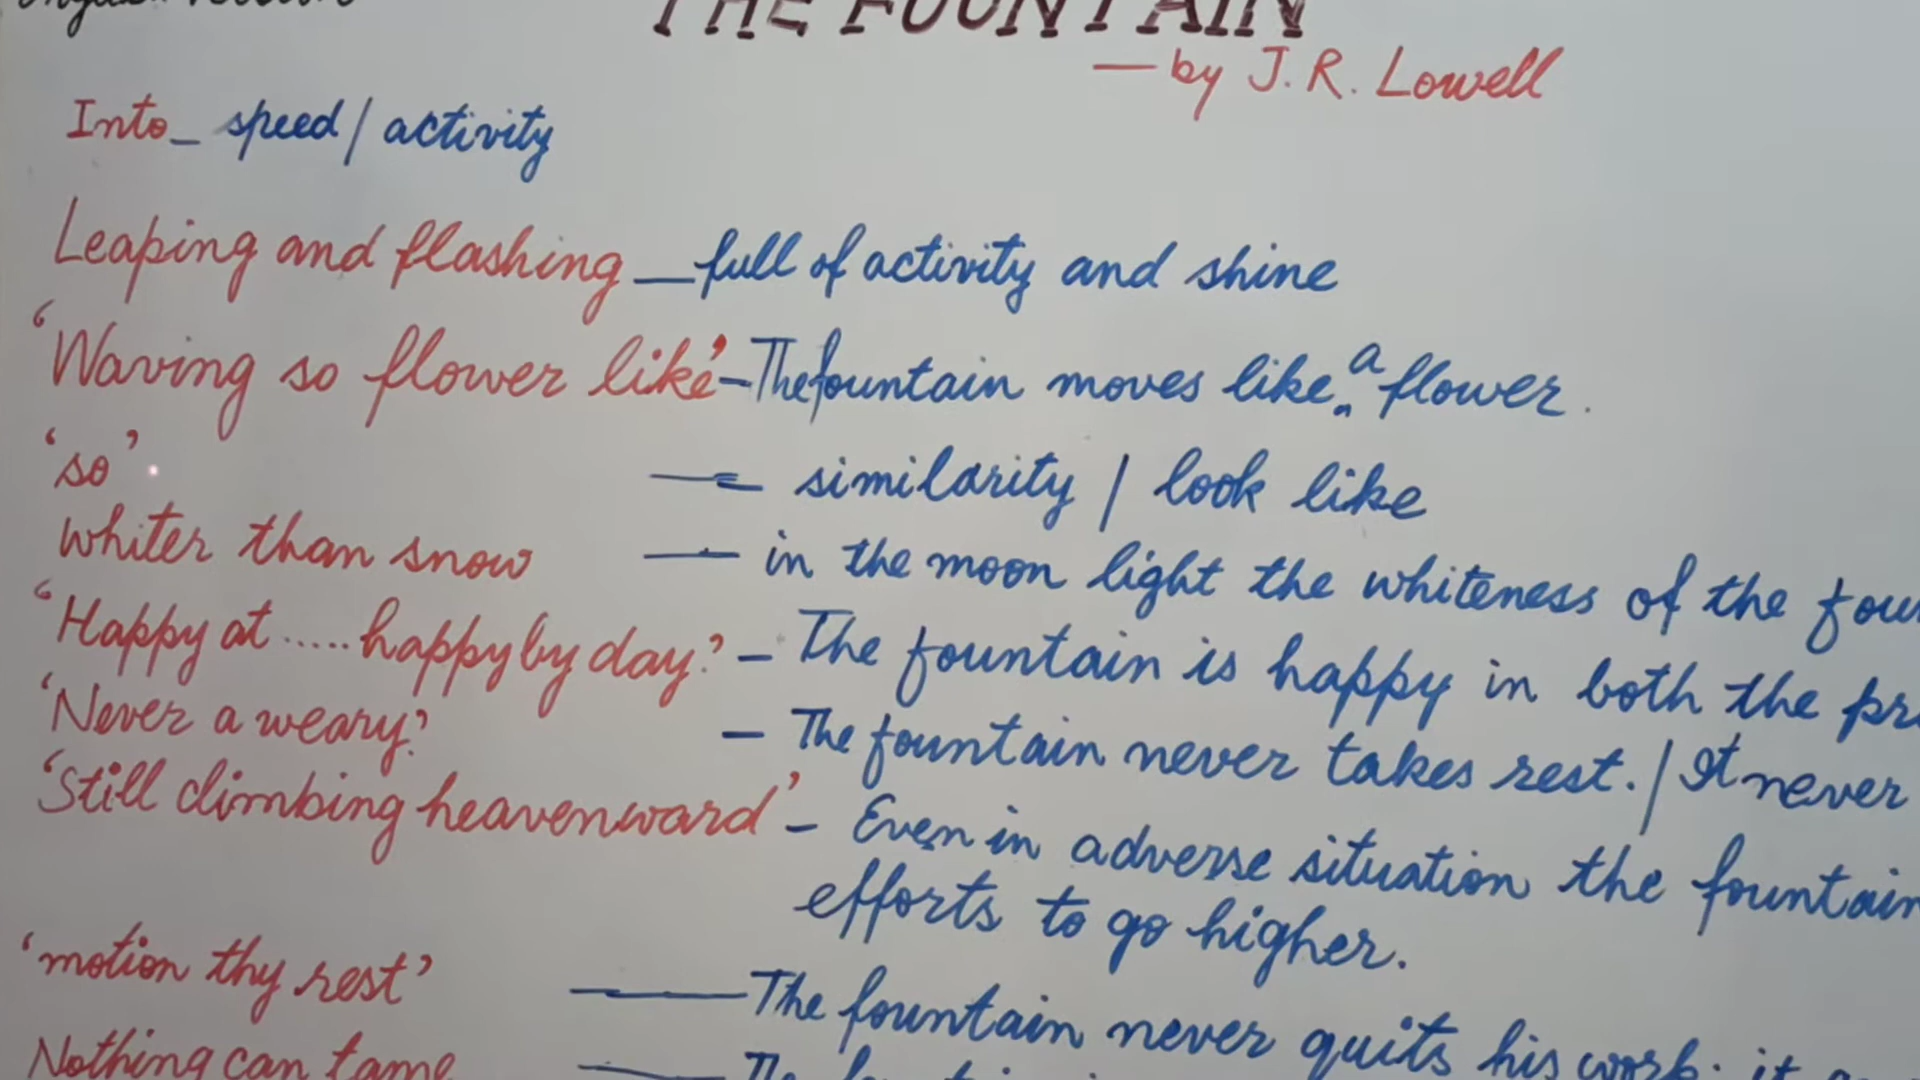 THE FOUNTAIN
— by J. R. Lowell
Into_ speed / activity
Leaping and flashing — full of activity and shine
'Waving so flower like' - The fountain moves like a flower.
'so' — similarity / look like
whiter than snow — in the moon light the whiteness of the
'Happy at ..... happy by day.' - The fountain is happy in both the
'Never a weary.' - The fountain never takes rest. / It never
'Still climbing heavenward' - Even in adverse situation the fountain
efforts to go higher.
'motion thy rest' — The fountain never quits his work. it
Nothing can tame — The